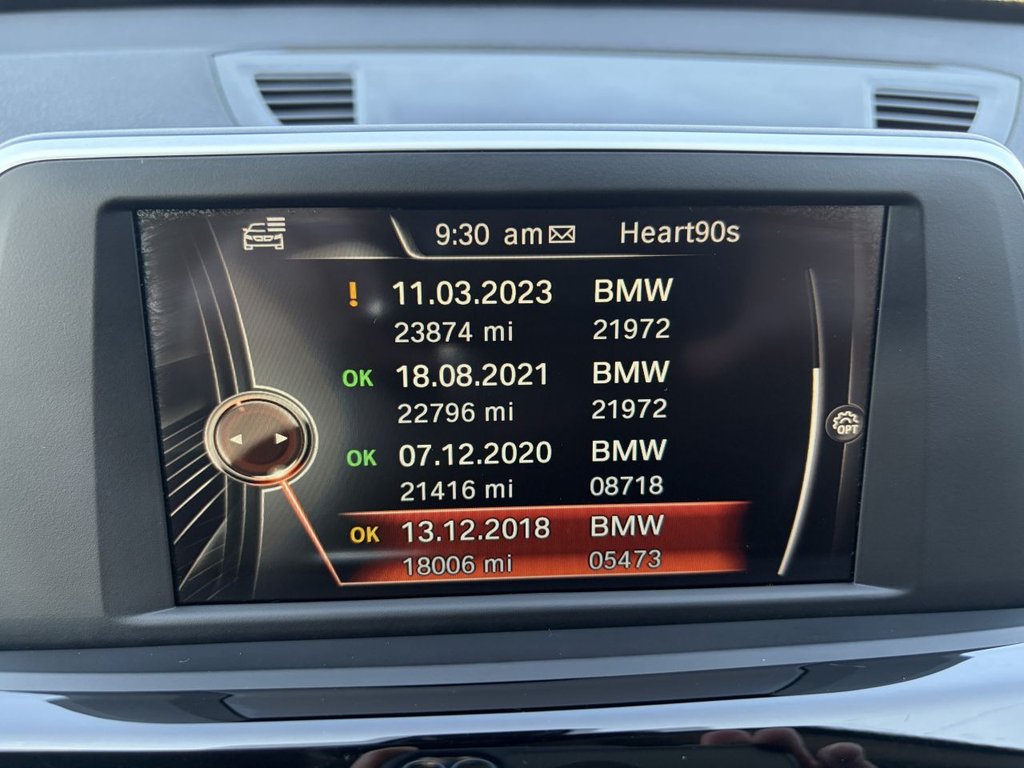 9:30 am Heart90s
! 11.03.2023 BMW
23874 mi 21972
OK 18.08.2021 BMW
22796 mi 21972
OPT
OK 07.12.2020 BMW
21416 mi 08718
OK 13.12.2018 BMW
18006 mi 05473